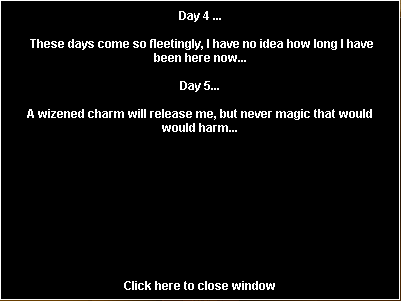 Day 4 ...
These days come so fleetingly, I have no idea how long I have
been here now...
Day 5...
A wizened charm will release me, but never magic that would
would harm...
Click here to close window